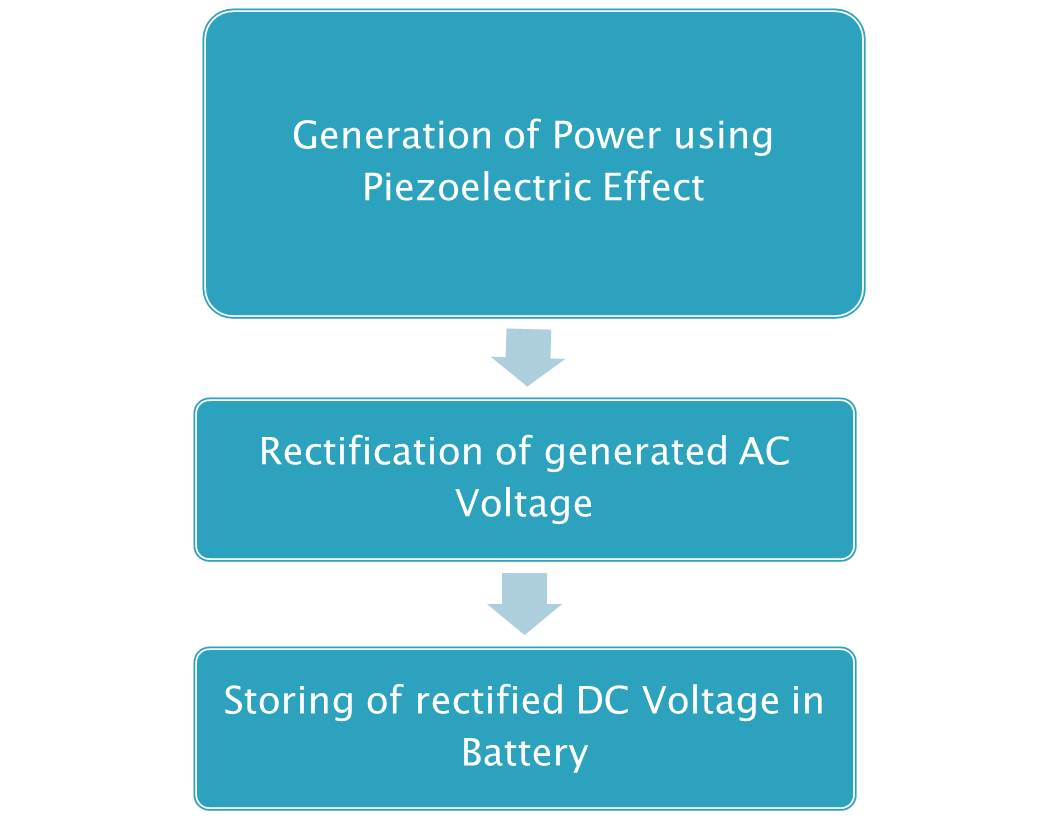 Generation of Power using
Piezoelectric Effect
Rectification of generated AC
Voltage
Storing of rectified DC Voltage in
Battery